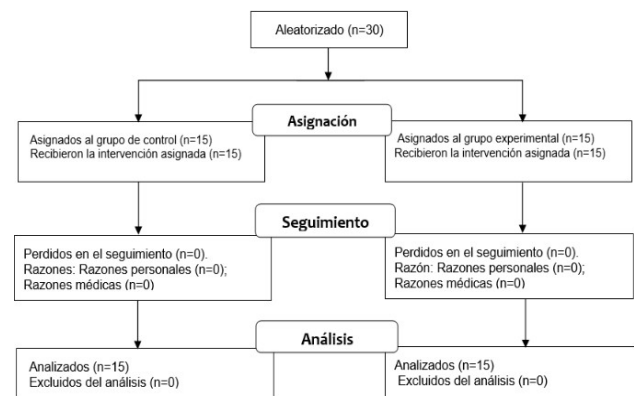 Aleatorizado (n=30)
Asignación
Asignados al grupo de control (n=15)
Recibieron la intervención asignada (n=15)
Asignados al grupo experimental (n=15)
Recibieron la intervención asignada (n=15)
Seguimiento
Perdidos en el seguimiento (n=0).
Razones: Razones personales (n=0);
Razones médicas (n=0)
Perdidos en el seguimiento (n=0).
Razón: Razones personales (n=0);
Razones médicas (n=0)
Análisis
Analizados (n=15)
Excluidos del análisis (n=0)
Analizados (n=15)
Excluidos del análisis (n=0)